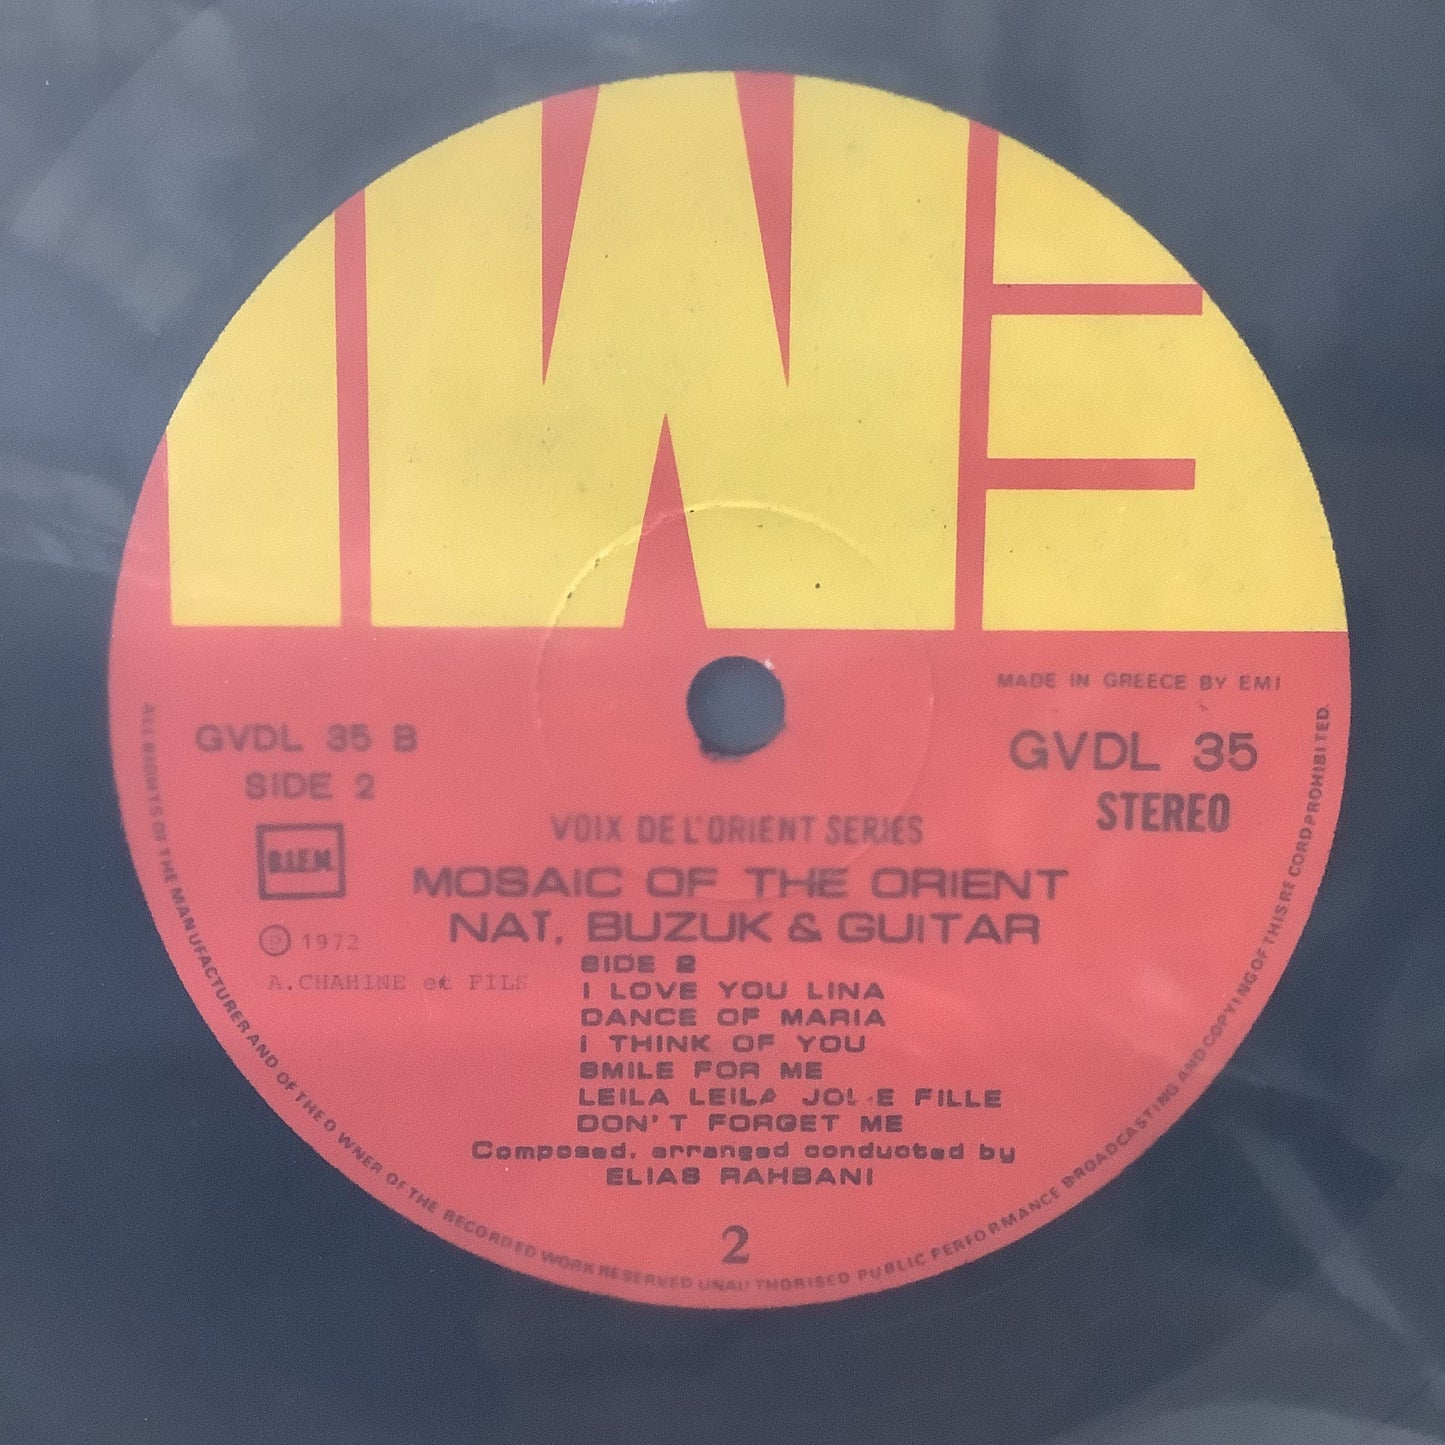 MADE IN GREECE BY EMI
GVDL 35 B
SIDE 2
GVDL 35
STEREO
B.I.E.M.
VOIX DE L'ORIENT SERIES
MOSAIC OF THE ORIENT
NAT, BUZUK & GUITAR
Ⓟ 1972
A.CHAHINE et FILS
SIDE 2
I LOVE YOU LINA
DANCE OF MARIA
I THINK OF YOU
SMILE FOR ME
LEILA LEILA FILLE
DON'T FORGET ME
Composed, arranged conducted by
ELIAS RAHBANI
2
ALL RIGHTS OF THE MANUFACTURER AND OF THE OWNER OF THE RECORDED WORK RESERVED UNAUTHORISED PUBLIC PERFORMANCE BROADCASTING AND COPYING OF THIS RECORD PROHIBITED.